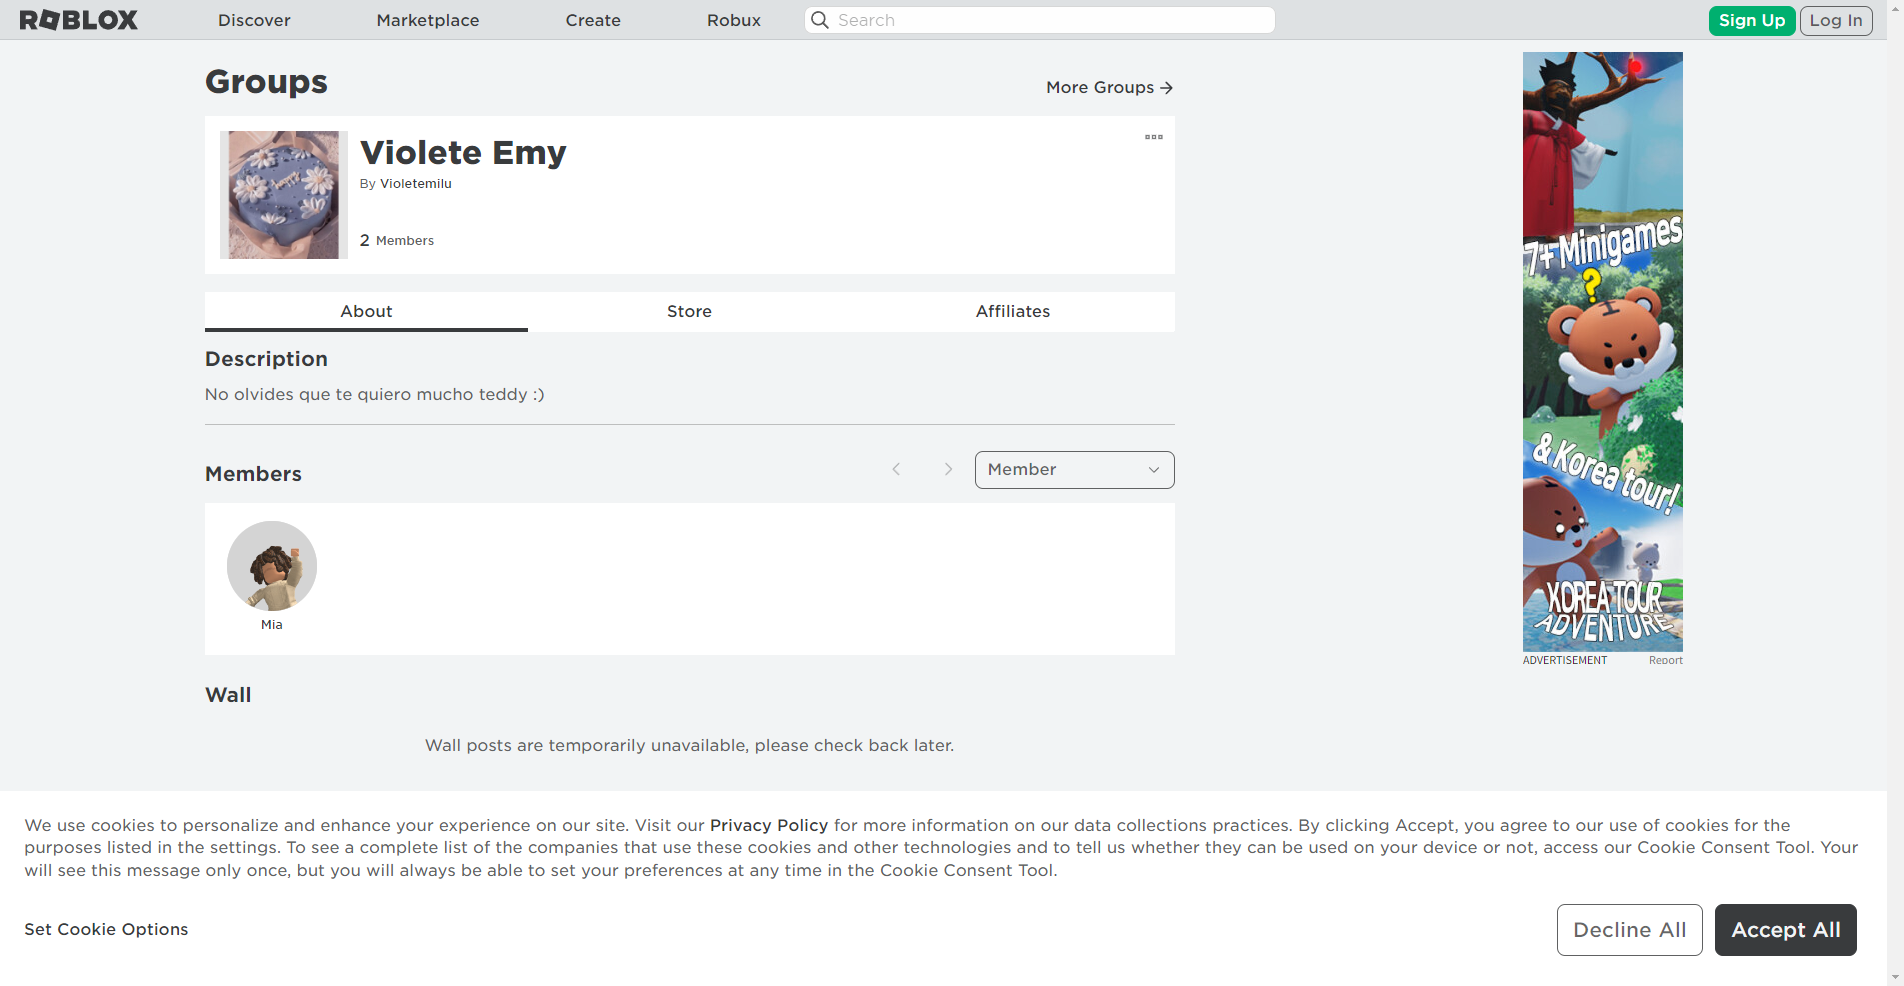 ROBLOX
Discover
Marketplace
Create
Robux
Search
Sign Up
Log In
Groups
More Groups
Violete Emy
By Violetemilu
2 Members
About
Store
Affiliates
Description
No olvides que te quiero mucho teddy :)
Members
Member
Mia
Wall
Wall posts are temporarily unavailable, please check back later.
7+ Minigames
?
& Korea tour!
KOREA TOUR
ADVENTURE
ADVERTISEMENT
Report
We use cookies to personalize and enhance your experience on our site. Visit our Privacy Policy for more information on our data collections practices. By clicking Accept, you agree to our use of cookies for the
purposes listed in the settings. To see a complete list of the companies that use these cookies and other technologies and to tell us whether they can be used on your device or not, access our Cookie Consent Tool. Your
will see this message only once, but you will always be able to set your preferences at any time in the Cookie Consent Tool.
Set Cookie Options
Decline All
Accept All